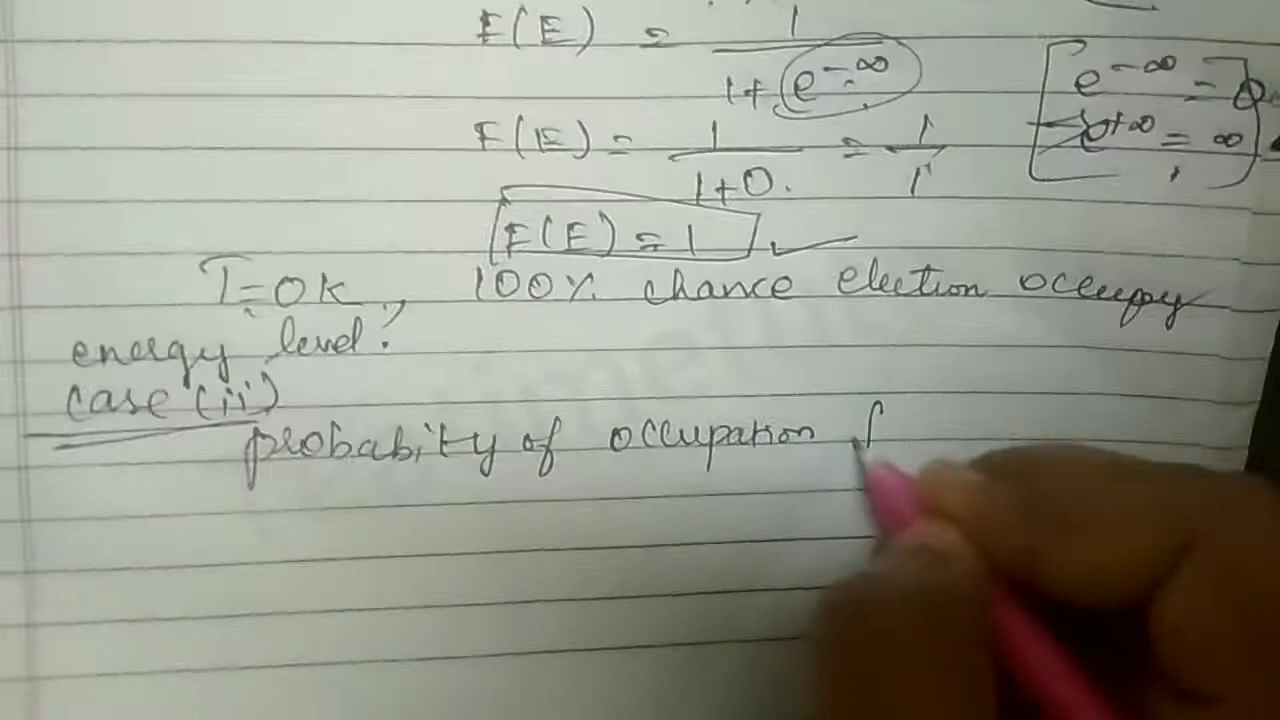 F(E) = 1 / 1+ e^-∞
[e^-∞ = 0
e^+∞ = ∞]
F(E) = 1 / 1+0. = 1 / 1
F(E) = 1 ✓
T=0K, 100% chance election occupy
energy level.
case (ii)
probability of occupation f